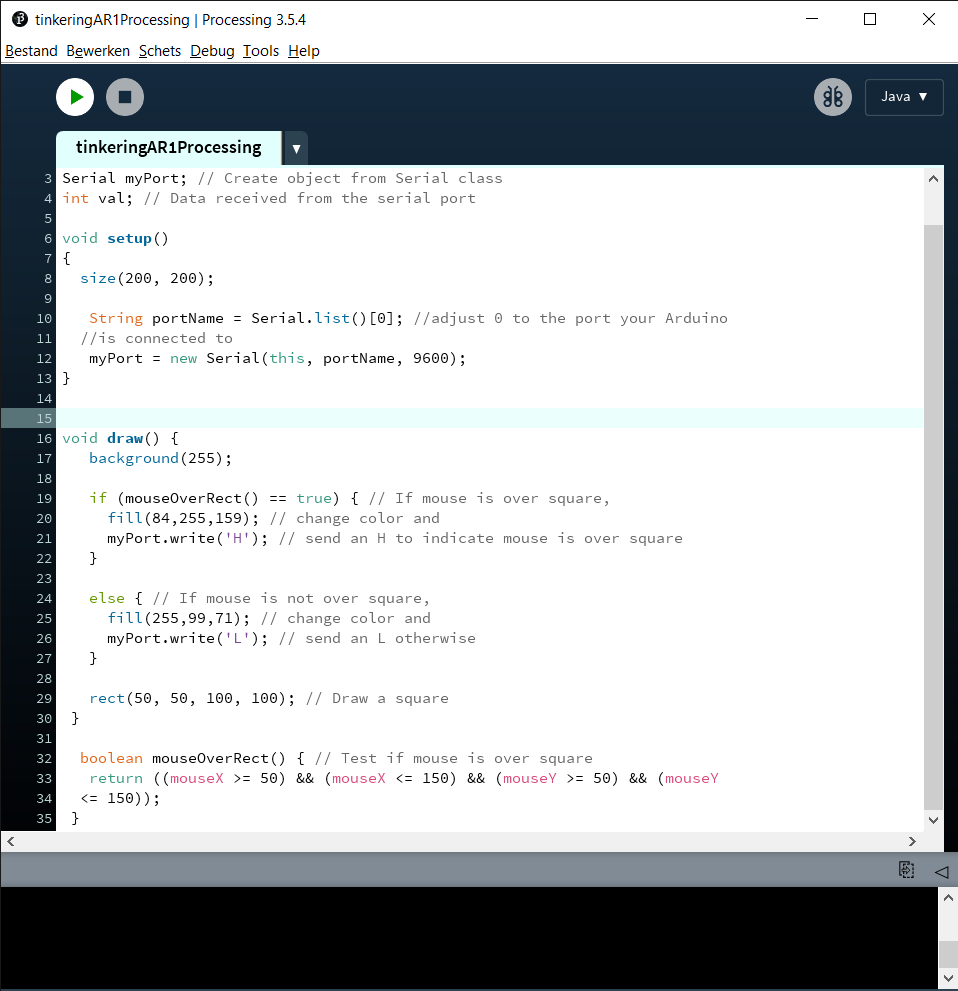 tinkeringAR1Processing | Processing 3.5.4
Bestand Bewerken Schets Debug Tools Help
Java ▼
tinkeringAR1Processing ▼
3 Serial myPort; // Create object from Serial class
4 int val; // Data received from the serial port
5
6 void setup()
7 {
8 size(200, 200);
9
10 String portName = Serial.list()[0]; //adjust 0 to the port your Arduino
11 //is connected to
12 myPort = new Serial(this, portName, 9600);
13 }
14
15
16 void draw() {
17 background(255);
18
19 if (mouseOverRect() == true) { // If mouse is over square,
20 fill(84,255,159); // change color and
21 myPort.write('H'); // send an H to indicate mouse is over square
22 }
23
24 else { // If mouse is not over square,
25 fill(255,99,71); // change color and
26 myPort.write('L'); // send an L otherwise
27 }
28
29 rect(50, 50, 100, 100); // Draw a square
30 }
31
32 boolean mouseOverRect() { // Test if mouse is over square
33 return ((mouseX >= 50) && (mouseX <= 150) && (mouseY >= 50) && (mouseY
34 <= 150));
35 }